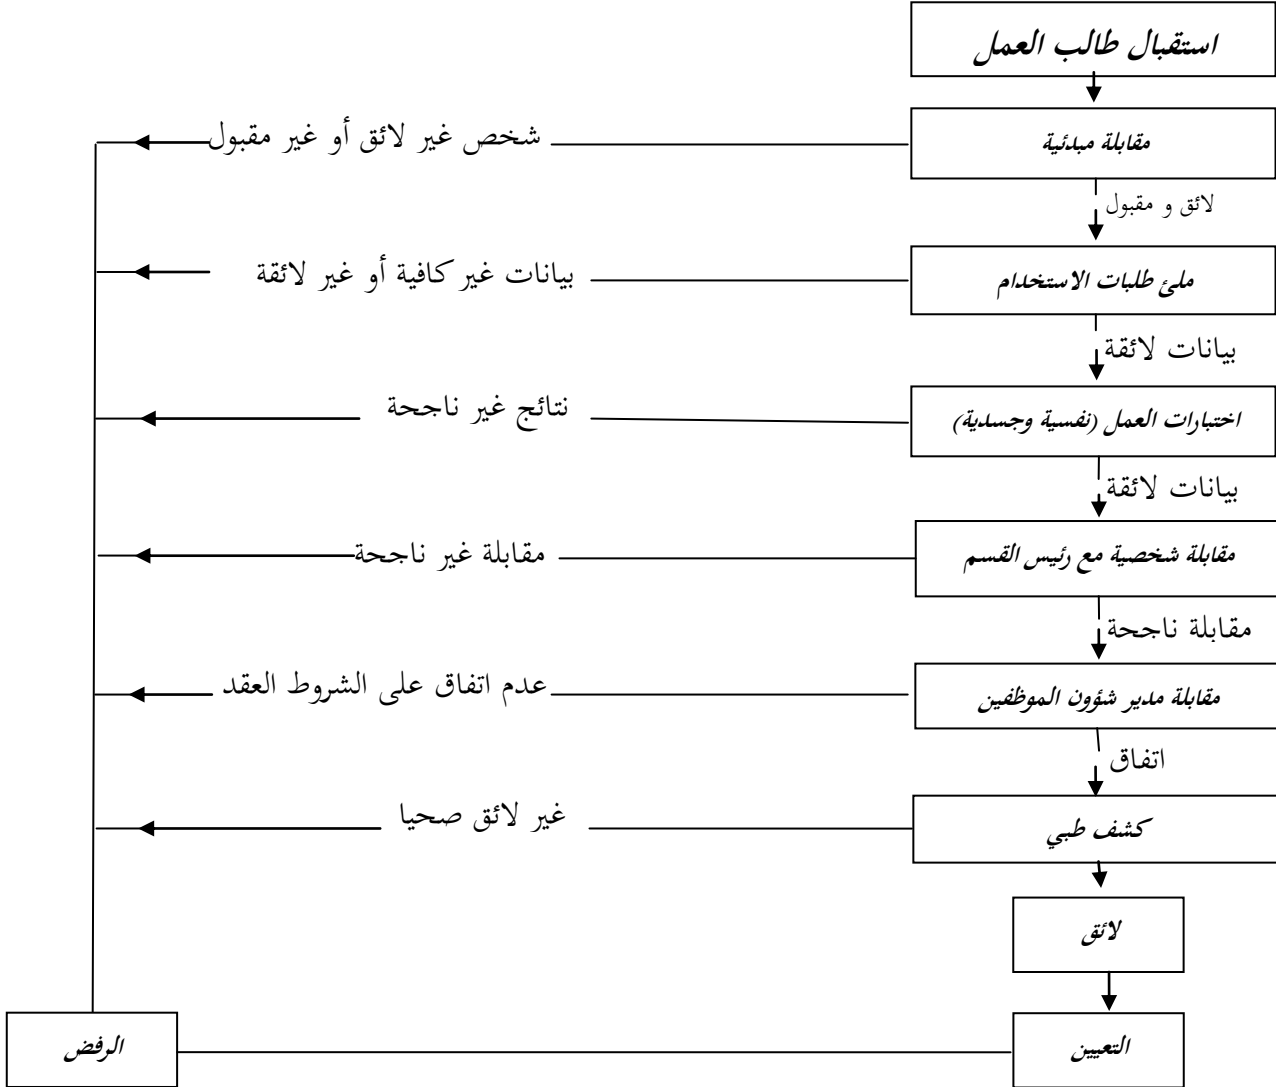 استقبال طالب العمل
مقابلة مبدئية
شخص غير لائق أو غير مقبول
لائق و مقبول
ملئ طلبات الاستخدام
بيانات غير كافية أو غير لائقة
بيانات لائقة
اختبارات العمل (نفسية وجسدية)
نتائج غير ناجحة
بيانات لائقة
مقابلة شخصية مع رئيس القسم
مقابلة غير ناجحة
مقابلة ناجحة
مقابلة مدير شؤون الموظفين
عدم اتفاق على الشروط العقد
اتفاق
كشف طبي
غير لائق صحيا
لائق
التعيين
الرفض